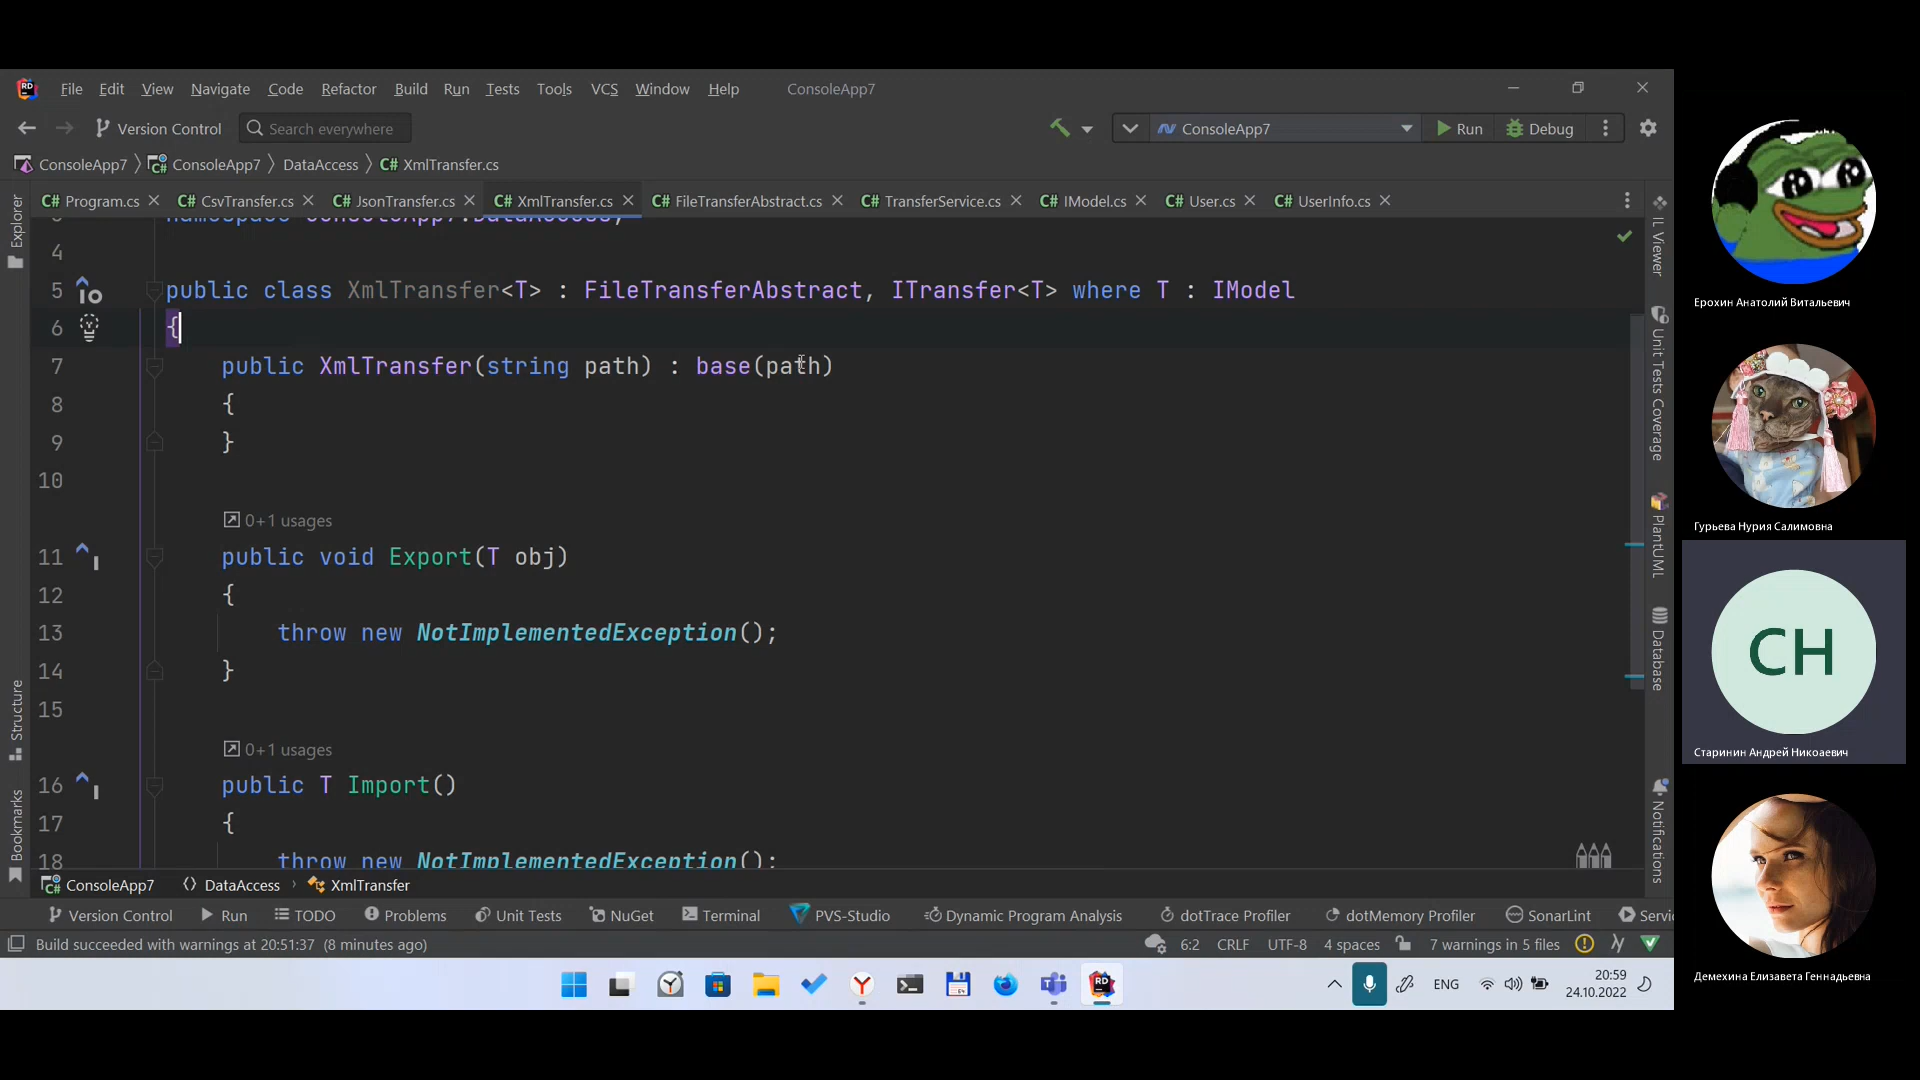 RD File Edit View Navigate Code Refactor Build Run Tests Tools VCS Window Help ConsoleApp7
Version Control Search everywhere ConsoleApp7 Run Debug
ConsoleApp7 ConsoleApp7 DataAccess C# XmlTransfer.cs
C# Program.cs C# CsvTransfer.cs C# JsonTransfer.cs C# XmlTransfer.cs C# FileTransferAbstract.cs C# TransferService.cs C# IModel.cs C# User.cs C# UserInfo.cs
namespace ConsoleApp7.DataAccess;
4
5 public class XmlTransfer<T> : FileTransferAbstract, ITransfer<T> where T : IModel
6 {
7 public XmlTransfer(string path) : base(path)
8 {
9 }
10
0+1 usages
11 public void Export(T obj)
12 {
13 throw new NotImplementedException();
14 }
15
0+1 usages
16 public T Import()
17 {
18 throw new NotImplementedException();
Explorer
Structure
Bookmarks
IL Viewer
Unit Tests Coverage
PlantUML
Database
Notifications
ConsoleApp7 DataAccess XmlTransfer
Version Control Run TODO Problems Unit Tests NuGet Terminal PVS-Studio Dynamic Program Analysis dotTrace Profiler dotMemory Profiler SonarLint Servi
Build succeeded with warnings at 20:51:37 (8 minutes ago) 6:2 CRLF UTF-8 4 spaces 7 warnings in 5 files
ENG 20:59
24.10.2022
Ерохин Анатолий Витальевич
Гурьева Нурия Салимовна
СН
Старинин Андрей Никоаевич
Демехина Елизавета Геннадьевна